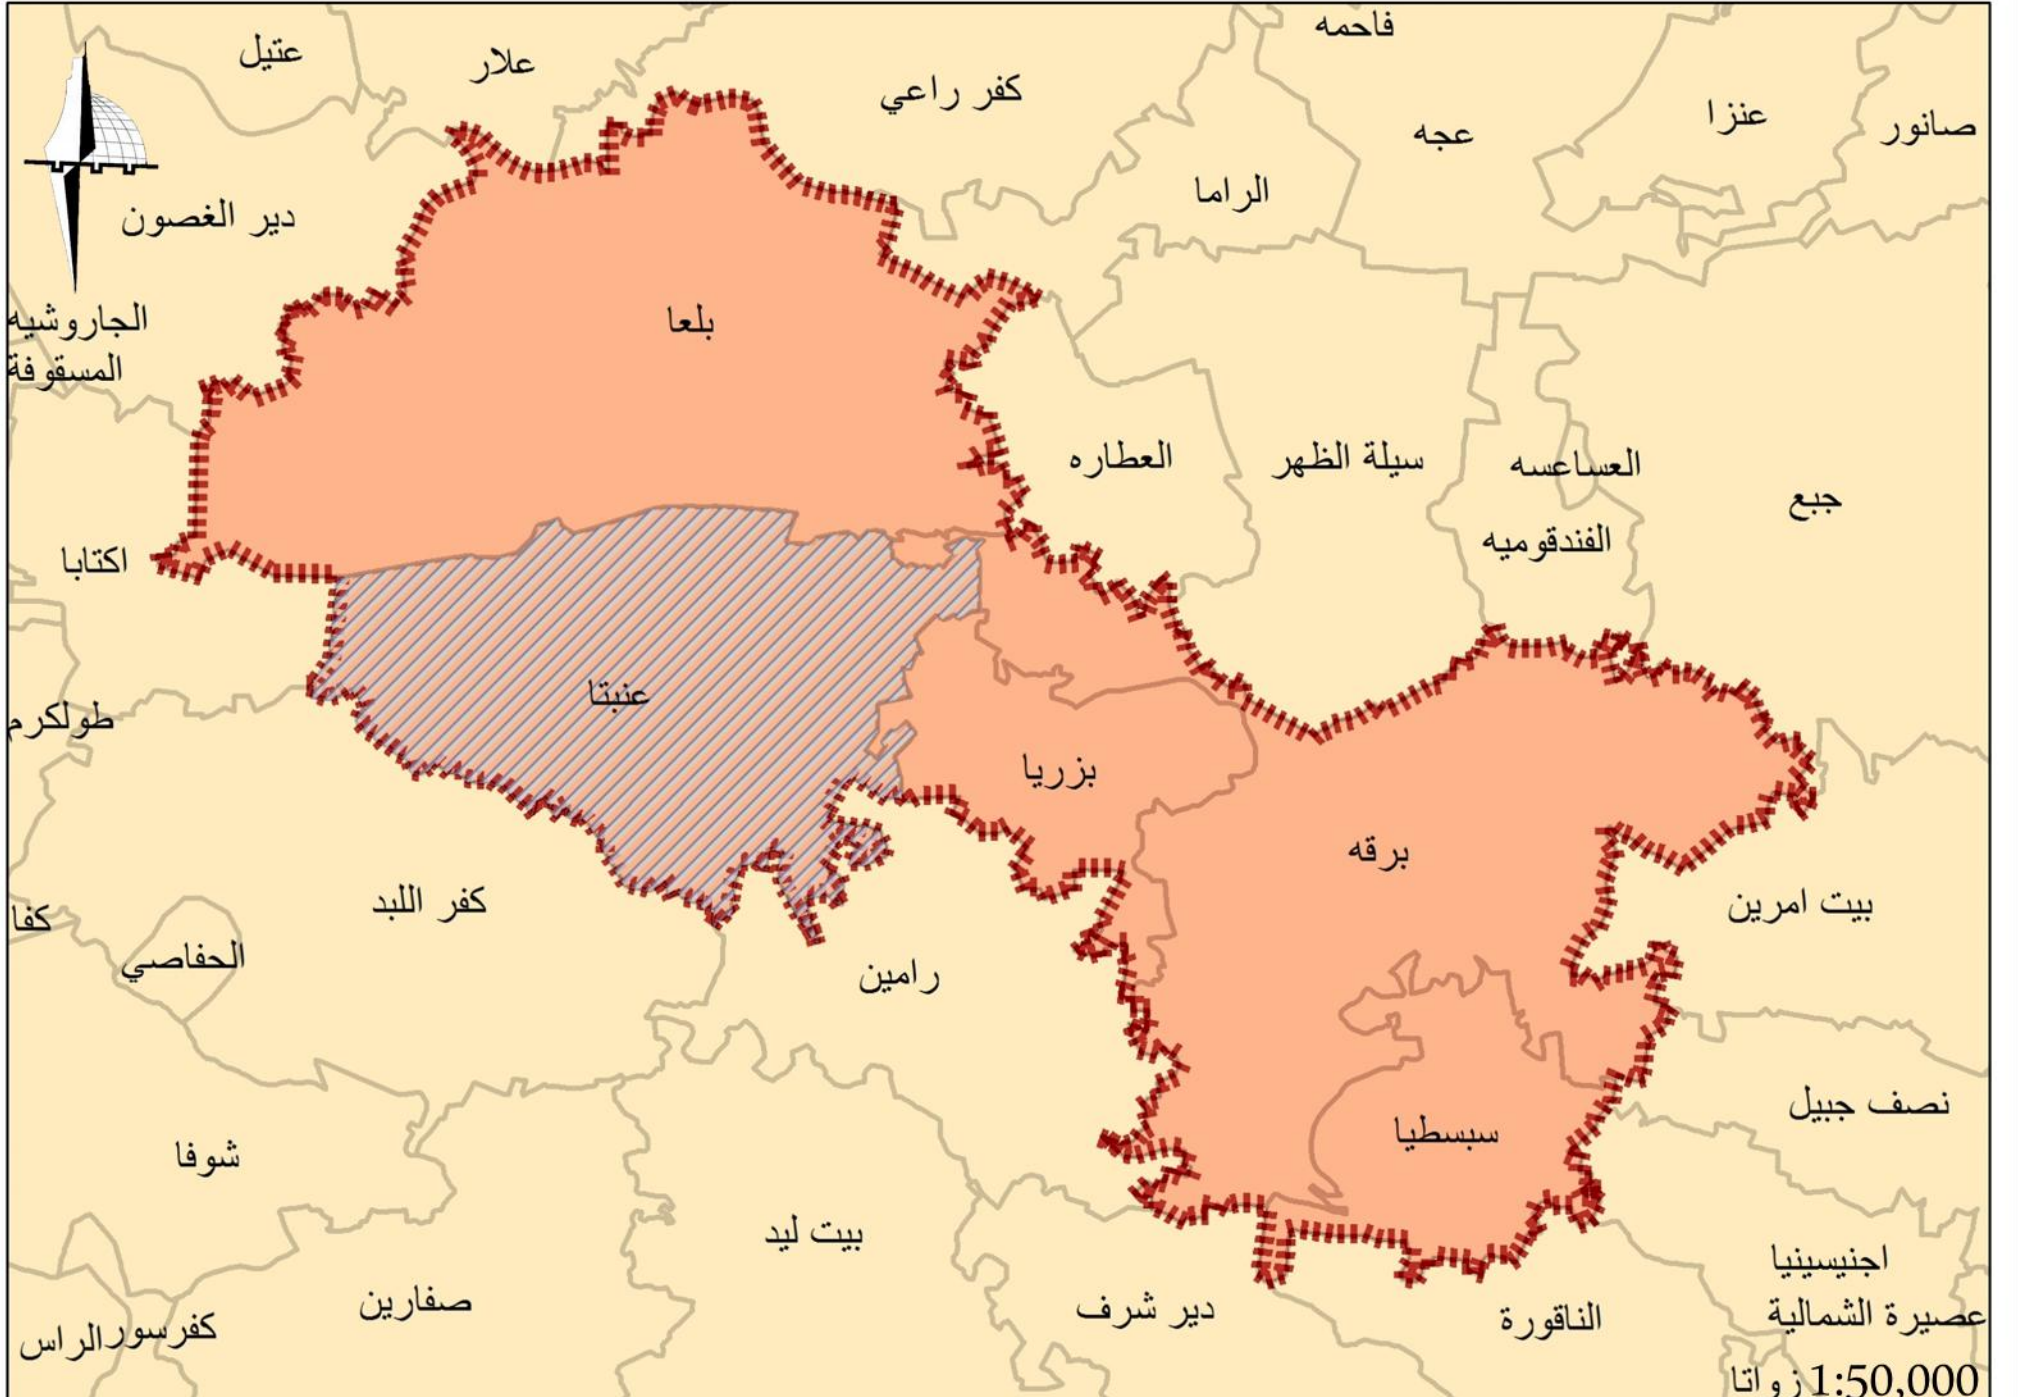 فاحمه
عتيل
علار
كفر راعي
عنزا
صانور
عجه
الراما
دير الغصون
الجاروشيه
بلعا
المسقوفة
العطاره
سيلة الظهر
العساعسه
جبع
الفندقوميه
اكتابا
عنبتا
طولكرم
بزريا
برقه
بيت امرين
كفر اللبد
كفا
الحفاصي
رامين
نصف جبيل
سبسطيا
شوفا
بيت ليد
اجنيسينيا
صفارين
دير شرف
الناقورة
عصيرة الشمالية
كفرسور
الراس
زواتا
1:50,000